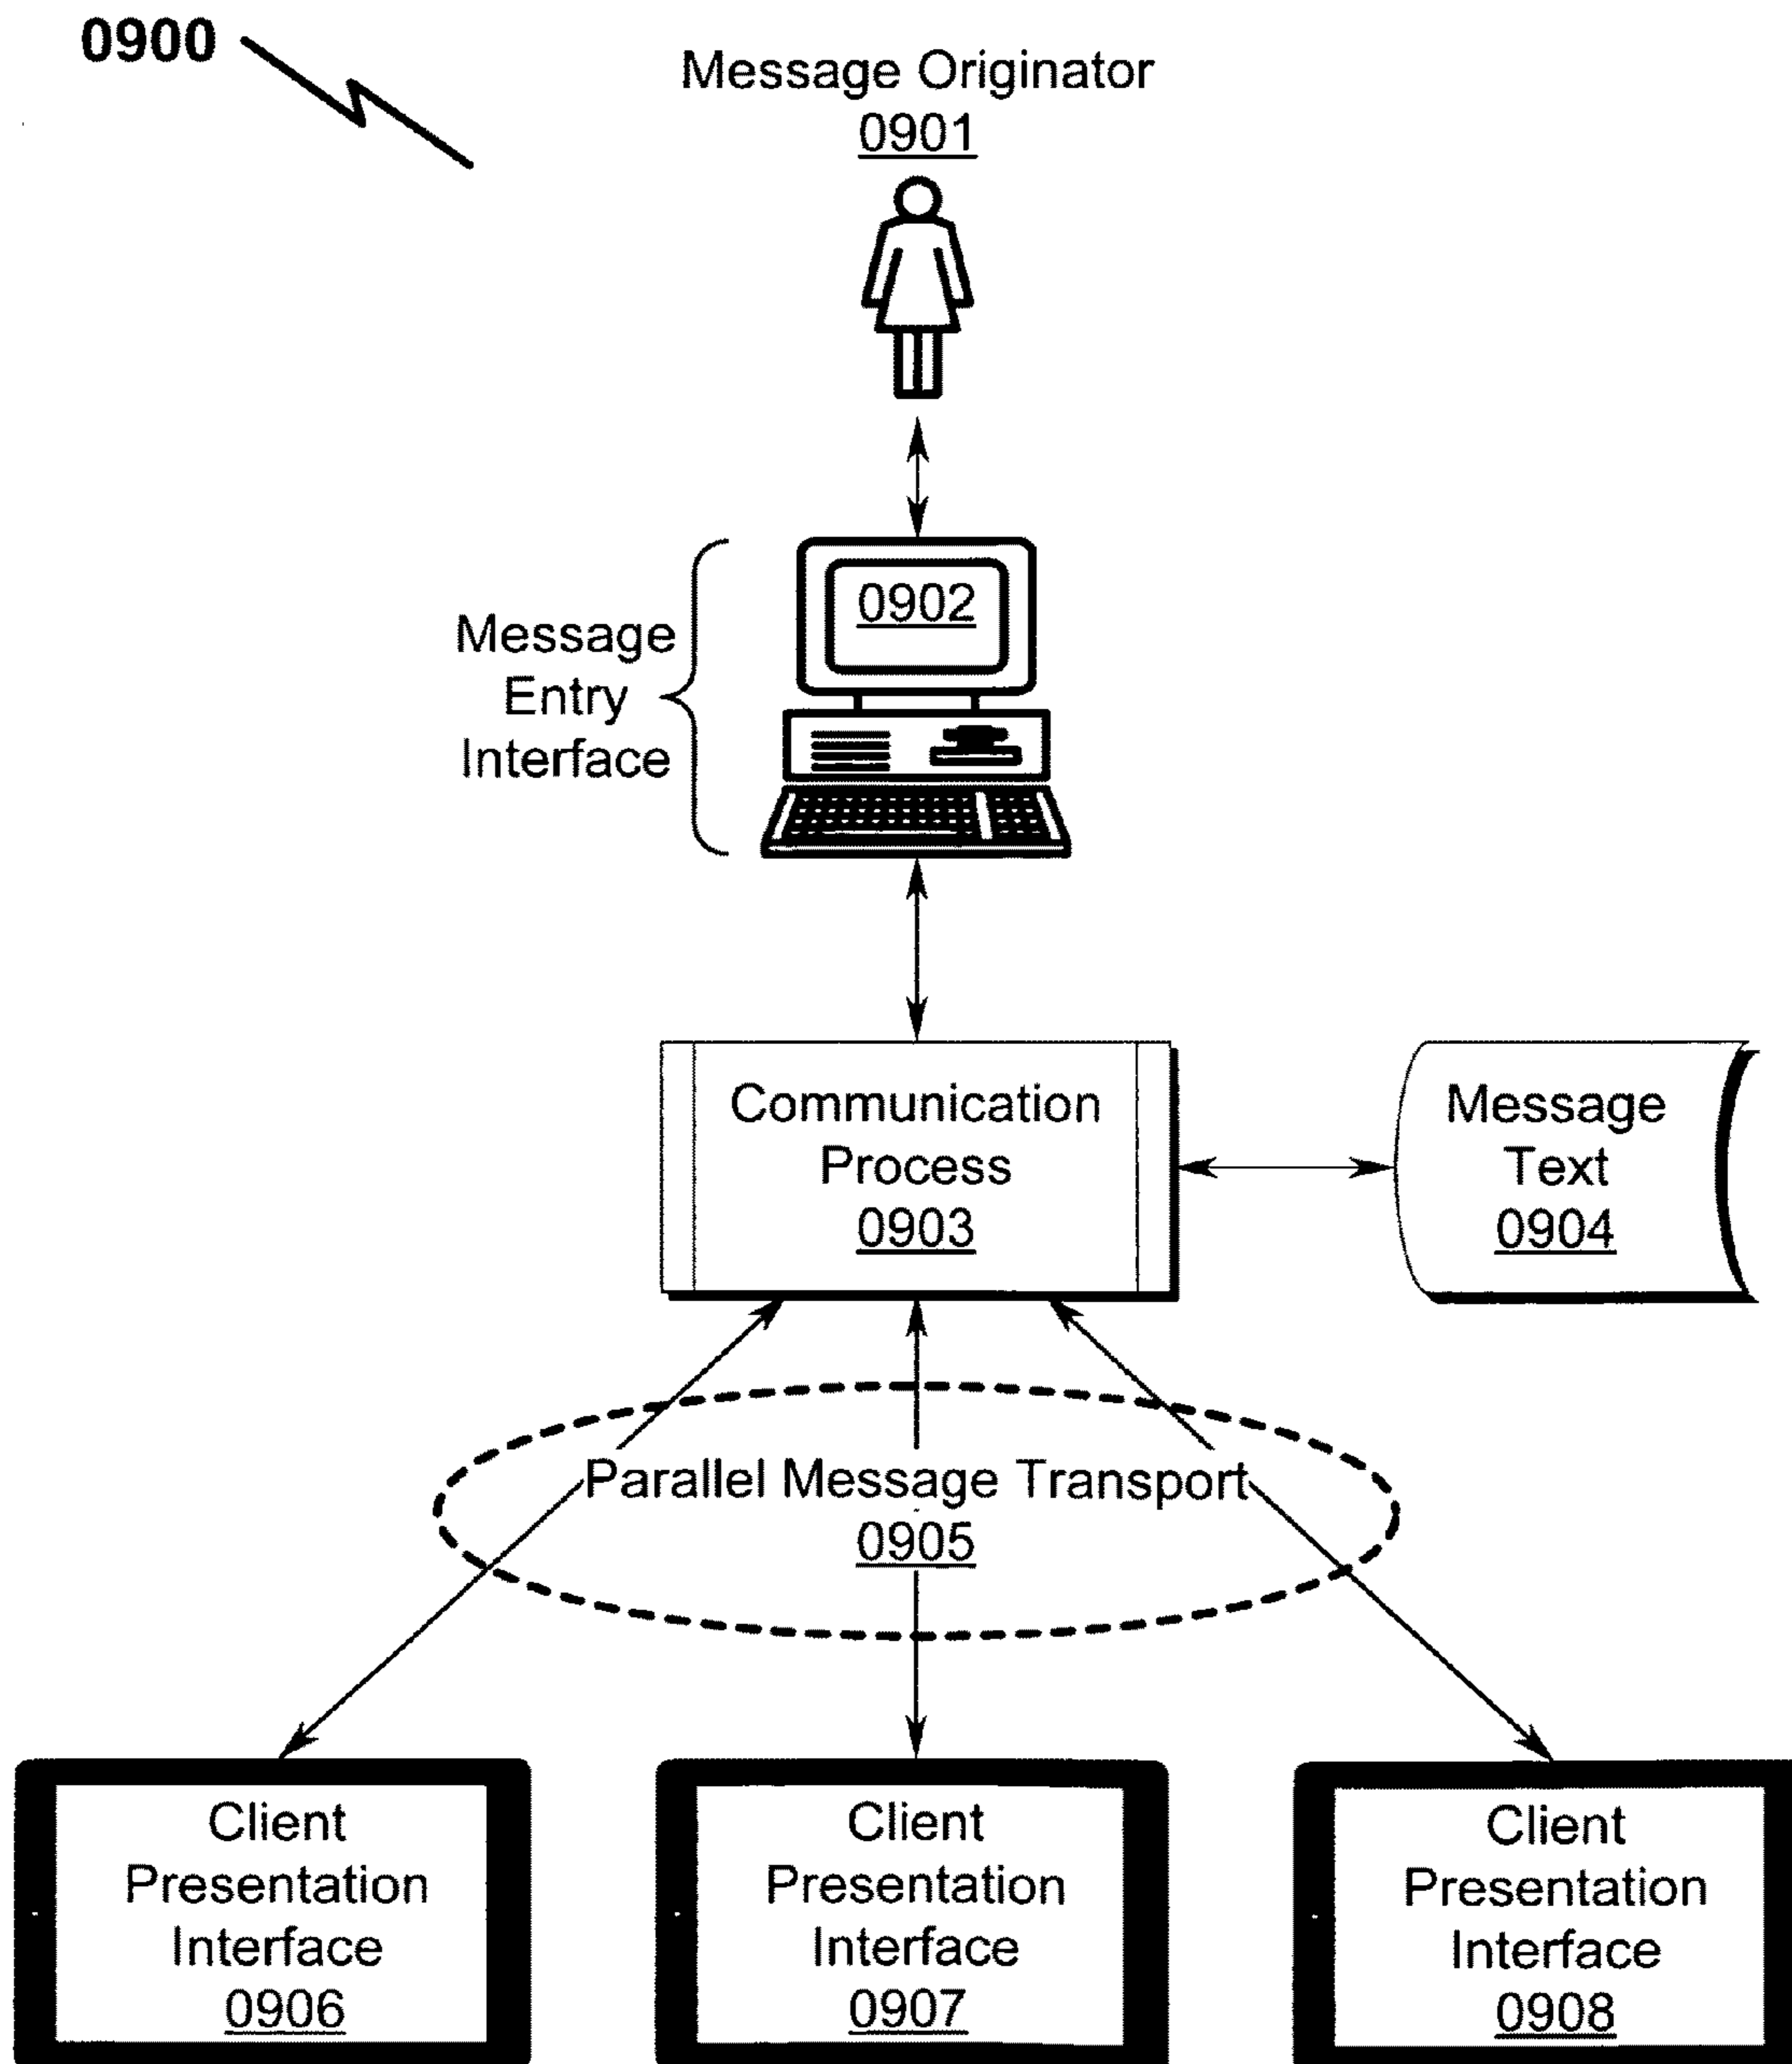 0900
Message Originator
0901
0902
Message
Entry
Interface
Communication
Process
0903
Message
Text
0904
Parallel Message Transport
0905
Client
Presentation
Interface
0906
Client
Presentation
Interface
0907
Client
Presentation
Interface
0908